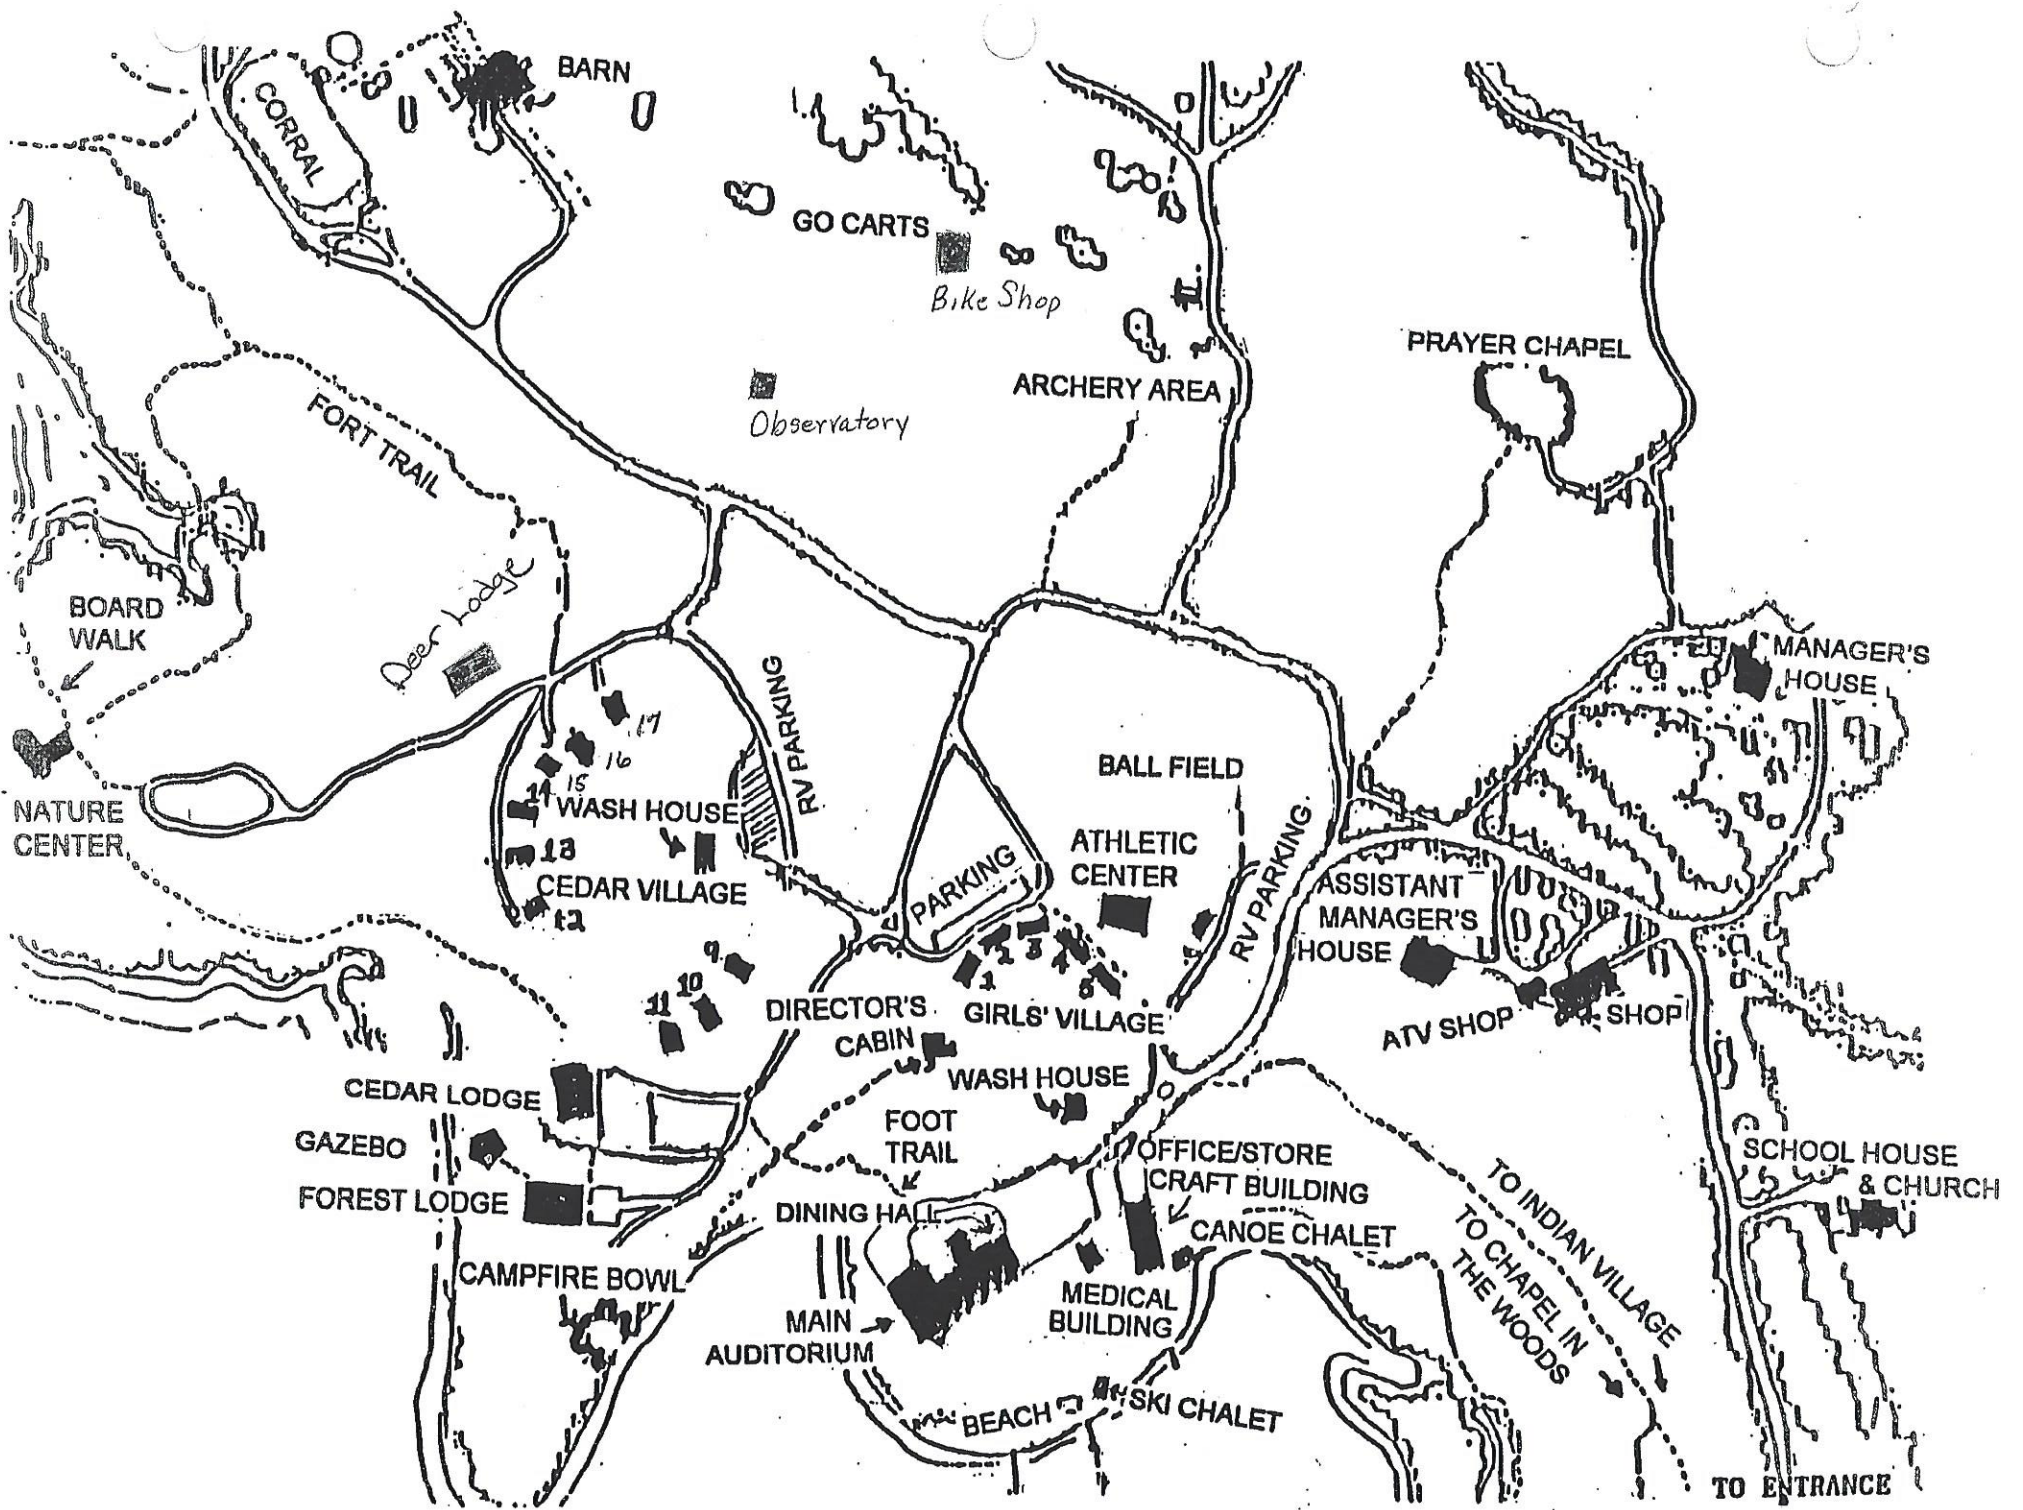 BARN
CORRAL
GO CARTS
Bike Shop
PRAYER CHAPEL
ARCHERY AREA
Observatory
FORT TRAIL
Deer Lodge
BOARD
WALK
MANAGER'S
HOUSE
RV PARKING
17
16
15
14
WASH HOUSE
13
CEDAR VILLAGE
12
NATURE
CENTER
BALL FIELD
ATHLETIC
CENTER
PARKING
RV PARKING
ASSISTANT
MANAGER'S
HOUSE
1
2
3
4
5
GIRLS' VILLAGE
9
10
11
DIRECTOR'S
CABIN
ATV SHOP
SHOP
WASH HOUSE
CEDAR LODGE
GAZEBO
FOREST LODGE
FOOT
TRAIL
OFFICE/STORE
CRAFT BUILDING
CANOE CHALET
DINING HALL
SCHOOL HOUSE
& CHURCH
TO INDIAN VILLAGE
TO CHAPEL IN
THE WOODS
CAMPFIRE BOWL
MEDICAL
BUILDING
MAIN
AUDITORIUM
BEACH
SKI CHALET
TO ENTRANCE